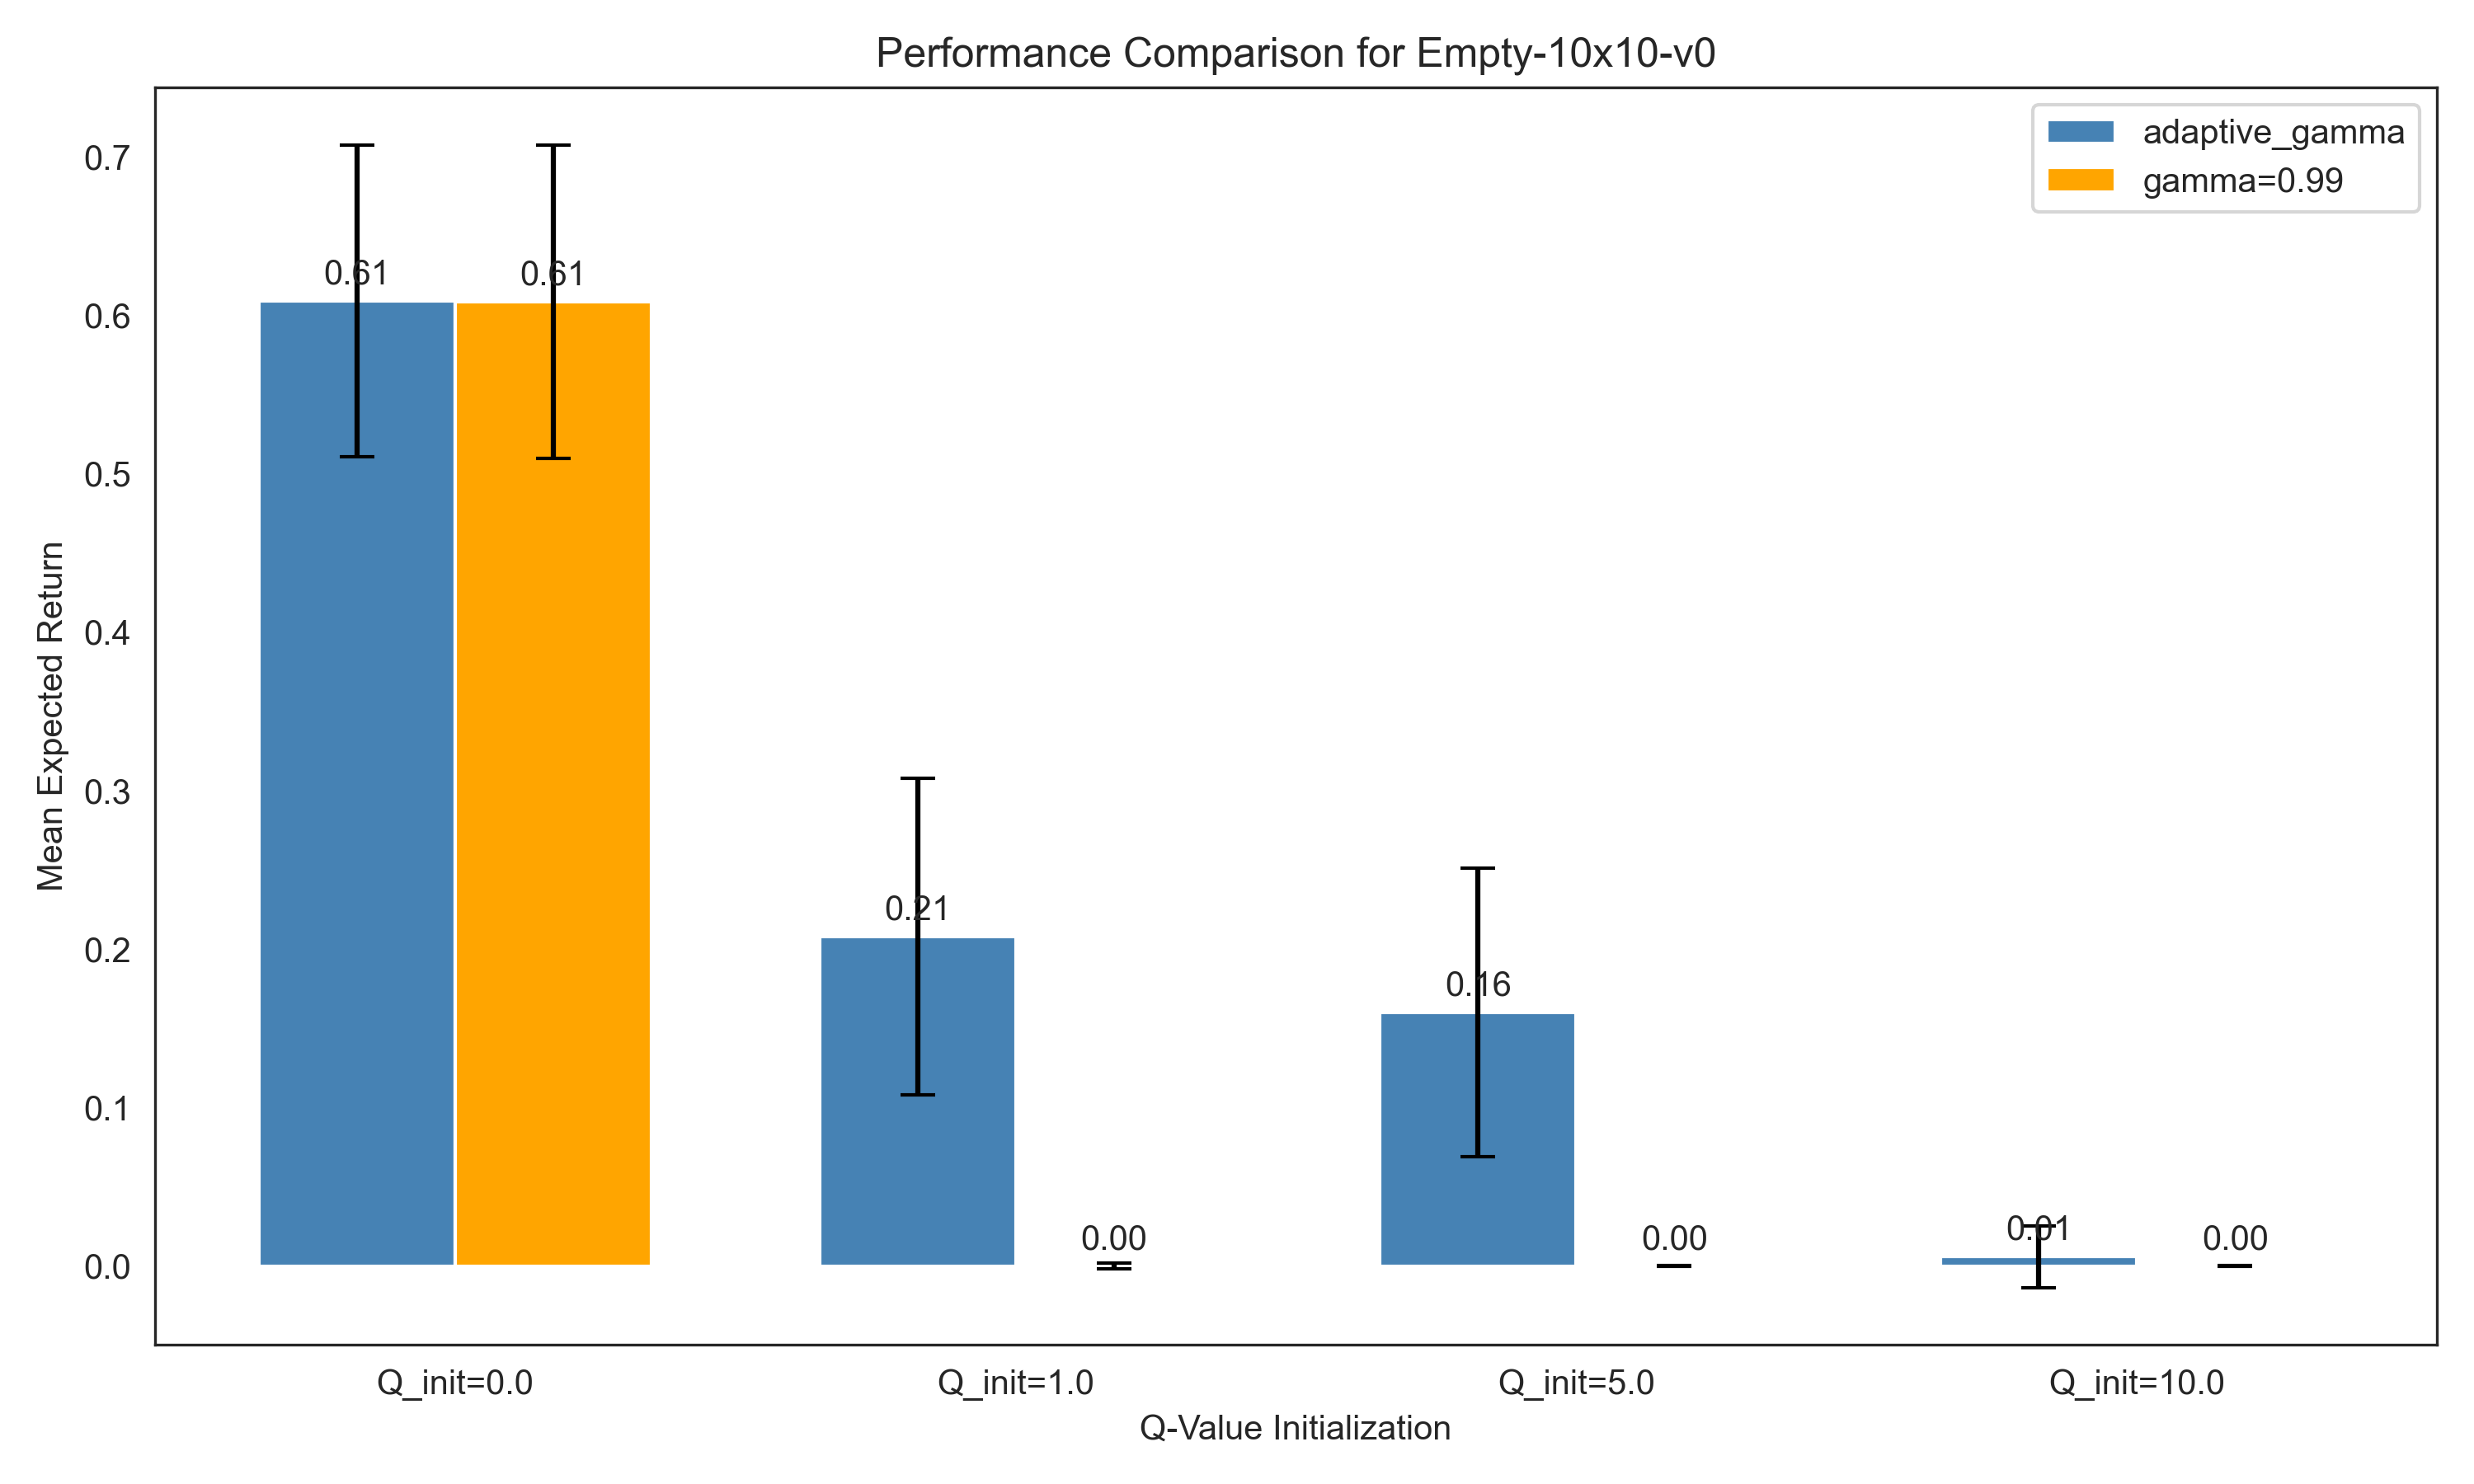 Performance Comparison for Empty-10x10-v0
adaptive_gamma
gamma=0.99
Mean Expected Return
0.7
0.6
0.5
0.4
0.3
0.2
0.1
0.0
0.61
0.61
0.21
0.00
0.16
0.00
0.01
0.00
Q_init=0.0
Q_init=1.0
Q_init=5.0
Q_init=10.0
Q-Value Initialization